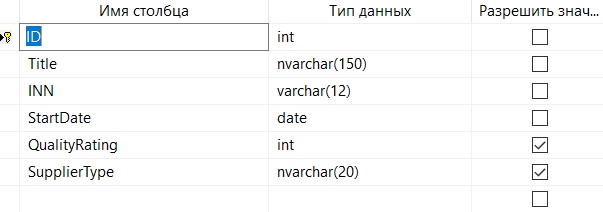 Имя столбца Тип данных Разрешить знач...
ID int
Title nvarchar(150)
INN varchar(12)
StartDate date
QualityRating int
SupplierType nvarchar(20)